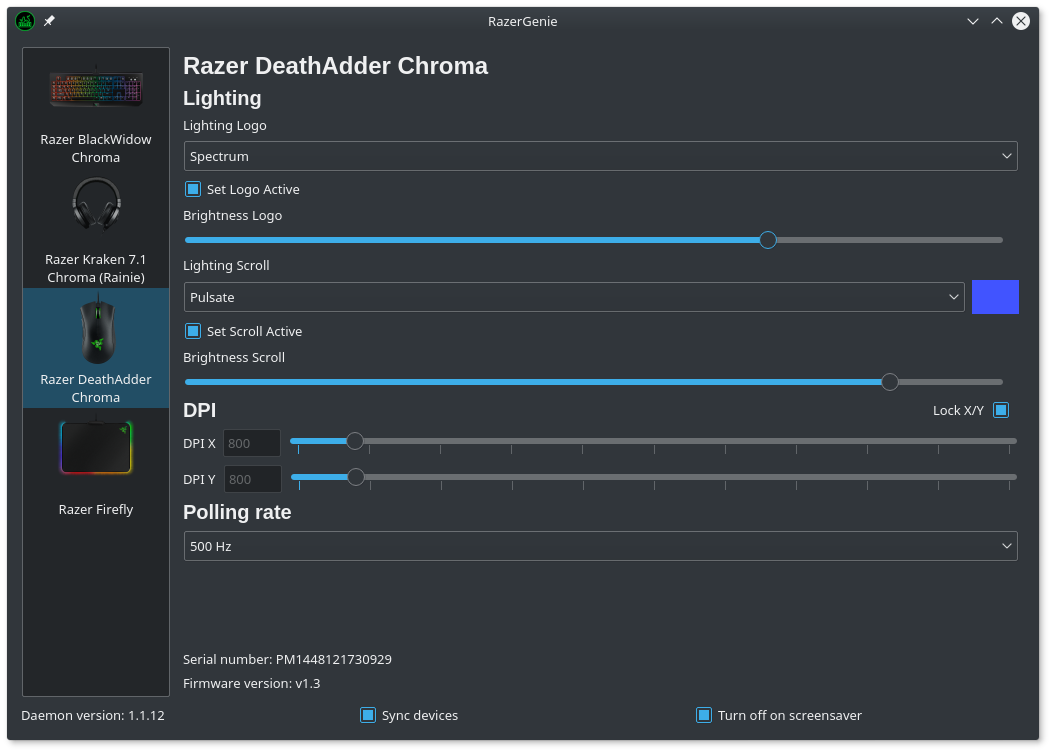 RazerGenie
Razer BlackWidow
Chroma
Razer Kraken 7.1
Chroma (Rainie)
Razer DeathAdder
Chroma
Razer Firefly
Razer DeathAdder Chroma
Lighting
Lighting Logo
Spectrum
Set Logo Active
Brightness Logo
Lighting Scroll
Pulsate
Set Scroll Active
Brightness Scroll
DPI
Lock X/Y
DPI X 800
DPI Y 800
Polling rate
500 Hz
Serial number: PM1448121730929
Firmware version: v1.3
Daemon version: 1.1.12
Sync devices
Turn off on screensaver